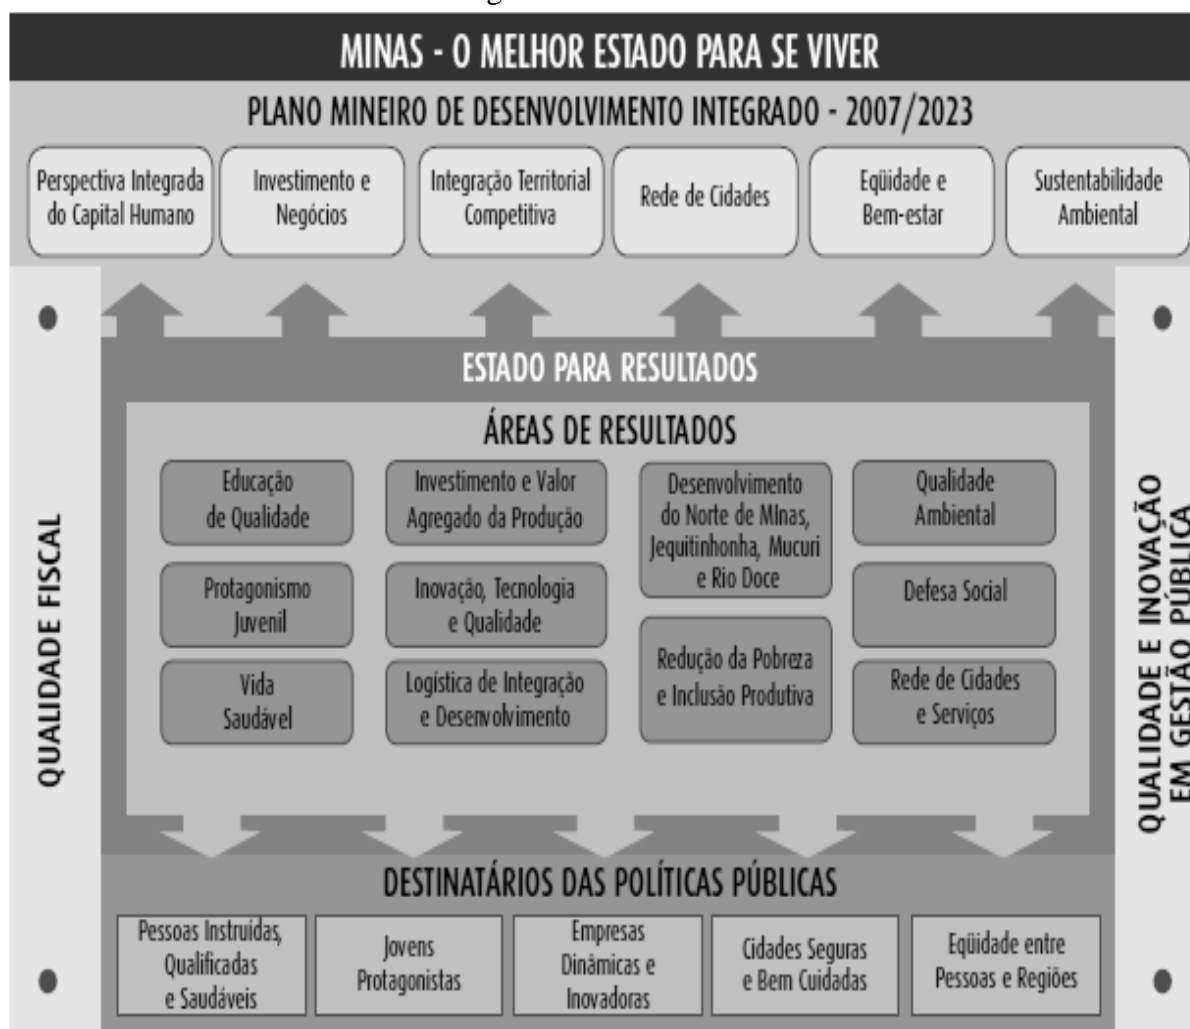 MINAS - O MELHOR ESTADO PARA SE VIVER
PLANO MINEIRO DE DESENVOLVIMENTO INTEGRADO - 2007/2023
Perspectiva Integrada
do Capital Humano
Investimento e
Negócios
Integração Territorial
Competitiva
Rede de Cidades
Eqüidade e
Bem-estar
Sustentabilidade
Ambiental
QUALIDADE FISCAL
ESTADO PARA RESULTADOS
ÁREAS DE RESULTADOS
Educação
de Qualidade
Protagonismo
Juvenil
Vida
Saudável
Investimento e Valor
Agregado da Produção
Inovação, Tecnologia
e Qualidade
Logística de Integração
e Desenvolvimento
Desenvolvimento
do Norte de MInas,
Jequitinhonha, Mucuri
e Rio Doce
Redução da Pobreza
e Inclusão Produtiva
Qualidade
Ambiental
Defesa Social
Rede de Cidades
e Serviços
QUALIDADE E INOVAÇÃO
EM GESTÃO PÚBLICA
DESTINATÁRIOS DAS POLÍTICAS PÚBLICAS
Pessoas Instruídas,
Qualificadas
e Saudáveis
Jovens
Protagonistas
Empresas
Dinâmicas e
Inovadoras
Cidades Seguras
e Bem Cuidadas
Eqüidade entre
Pessoas e Regiões